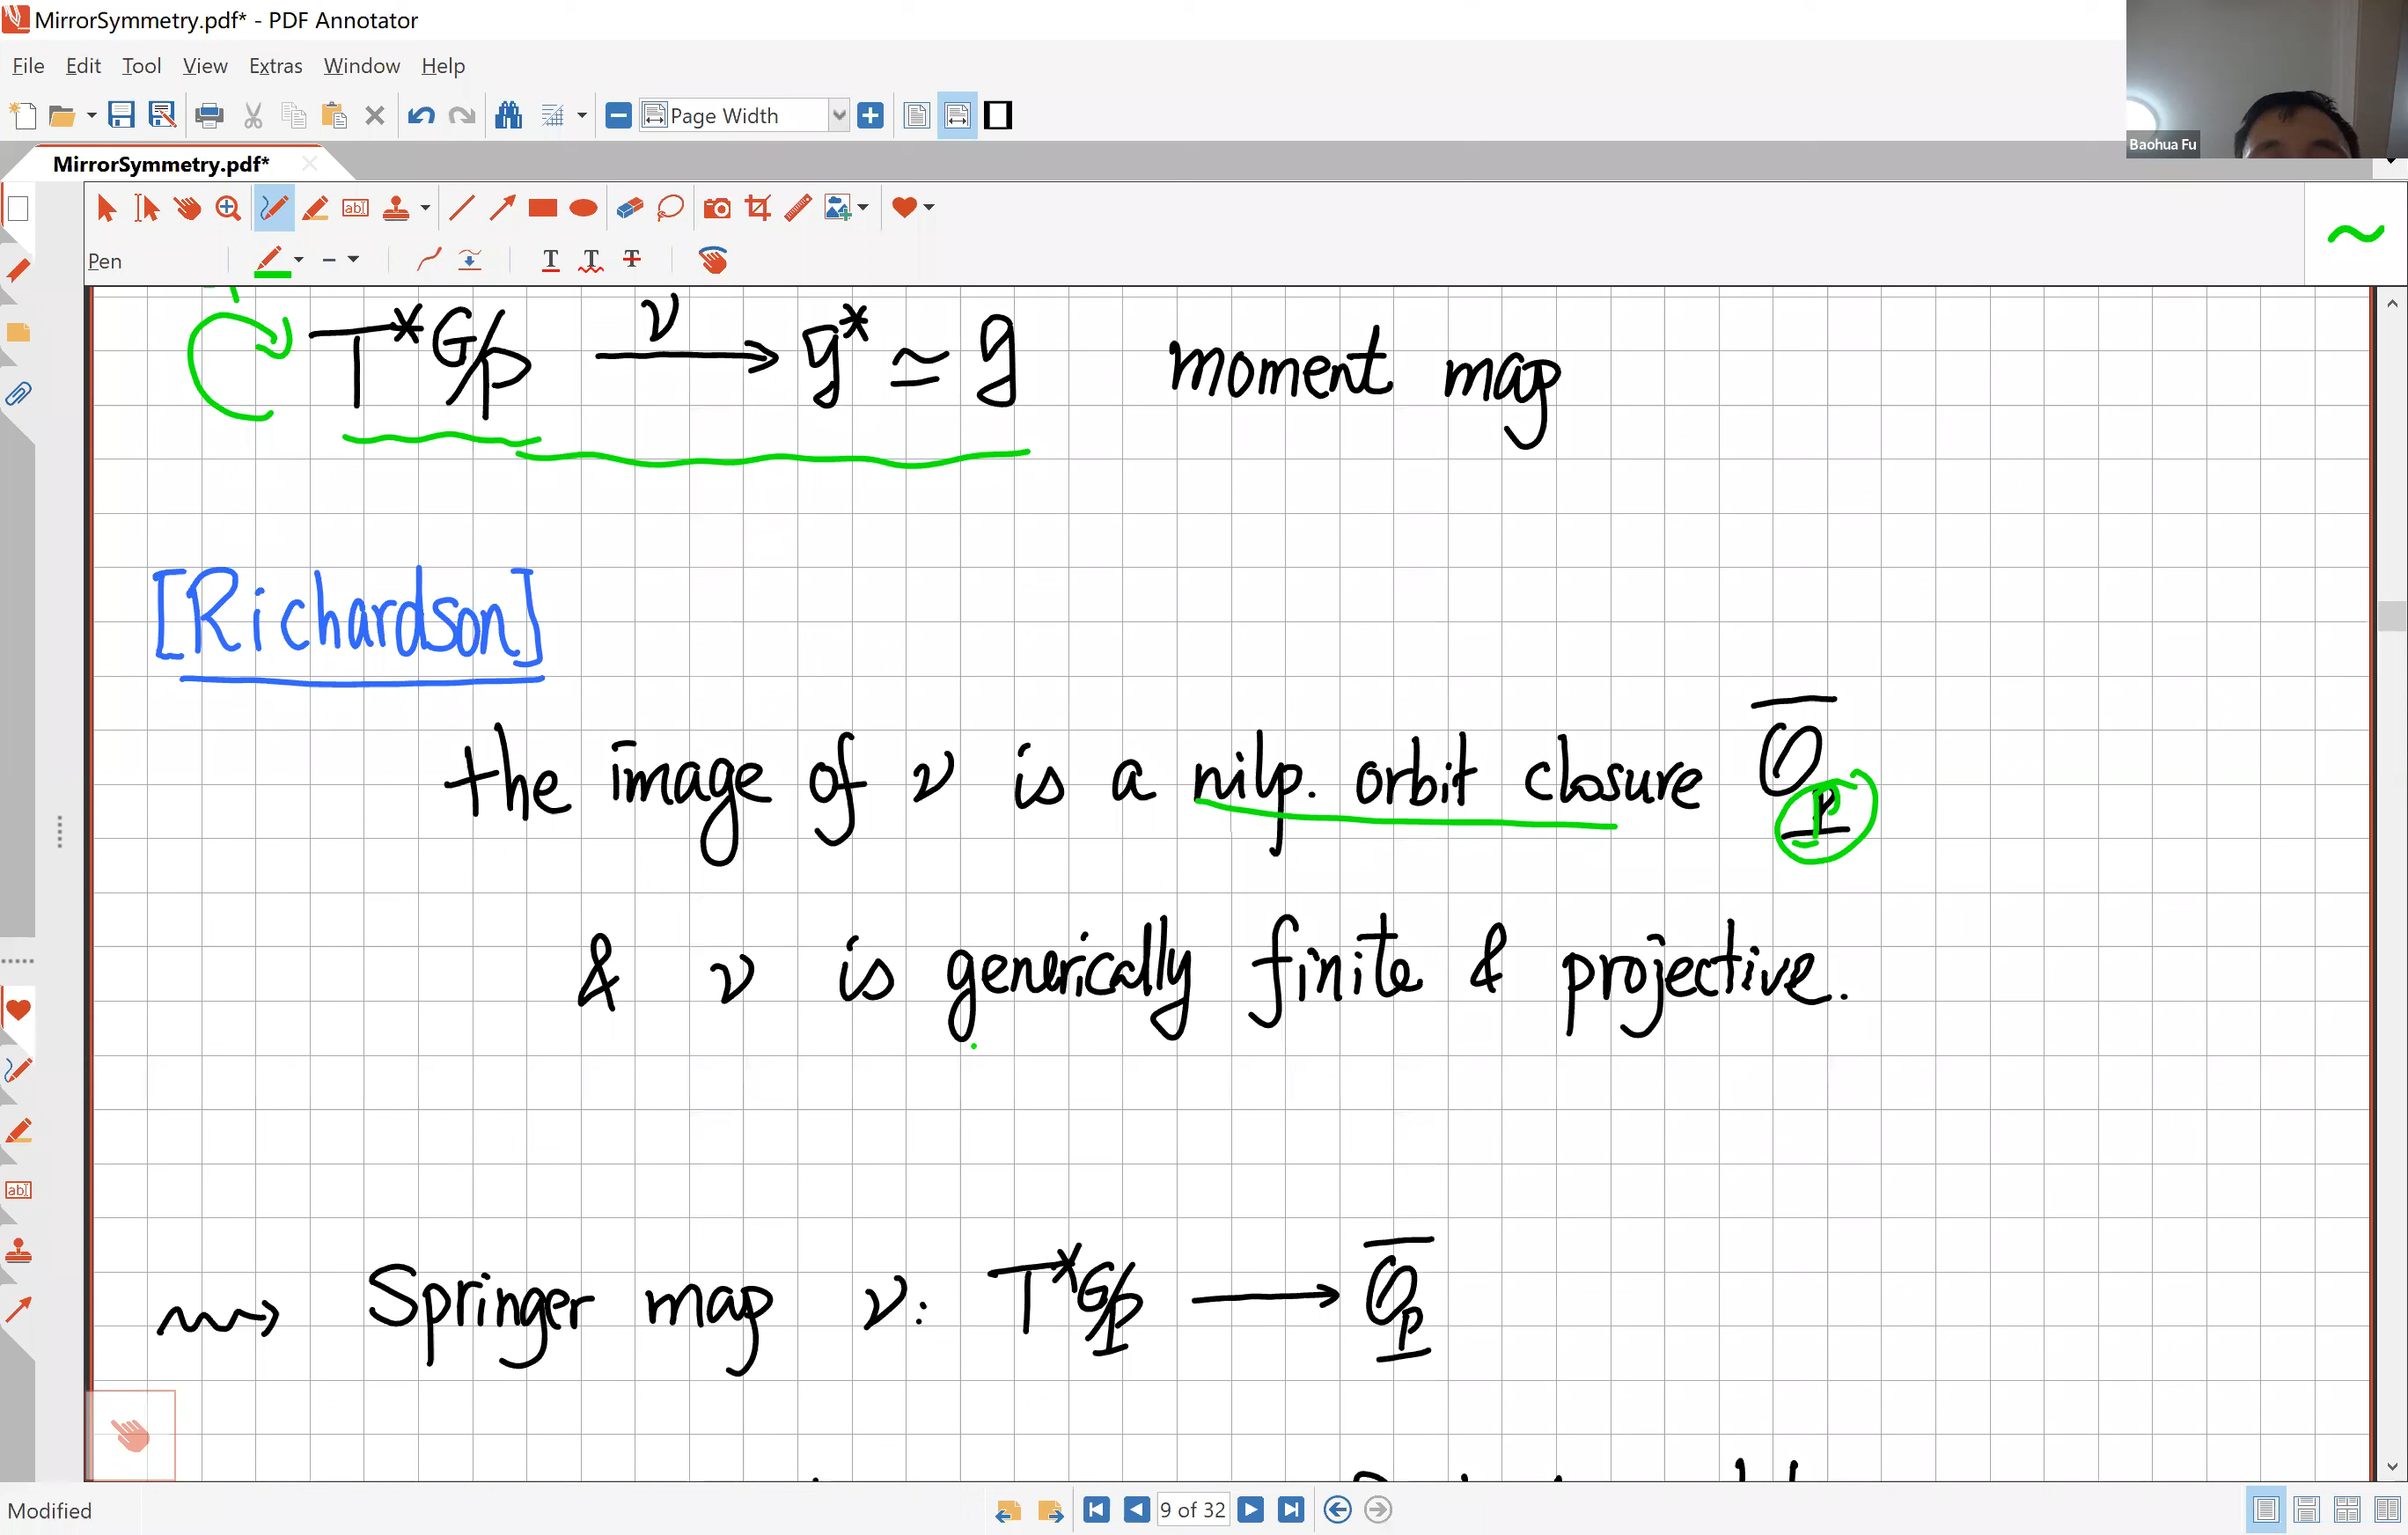 MirrorSymmetry.pdf* - PDF Annotator
File Edit Tool View Extras Window Help
Page Width
MirrorSymmetry.pdf*
Baohua Fu
Pen
T*G/P —ν→ g* ≃ g moment map
[Richardson]
the image of ν is a nilp. orbit closure O̅_P
& ν is generically finite & projective.
⇝ Springer map ν: T*G/P ⟶ O̅_P
Modified
9 of 32